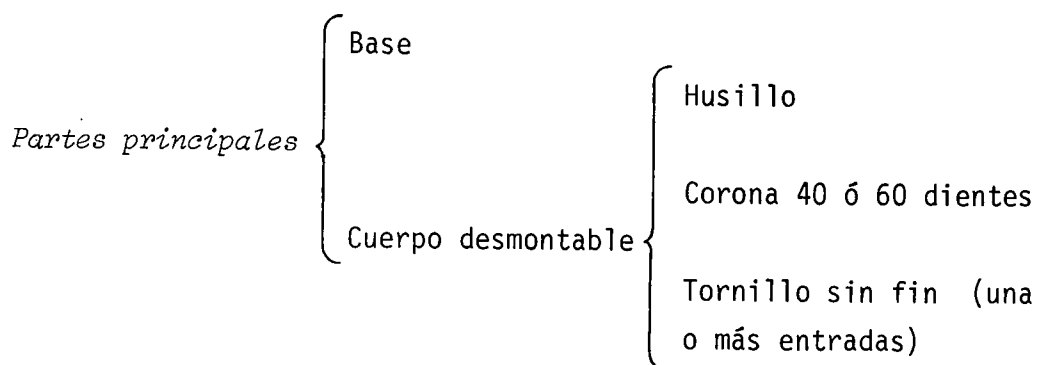 Base
Husillo
Partes principales
Corona 40 ó 60 dientes
Cuerpo desmontable
Tornillo sin fin (una
o más entradas)